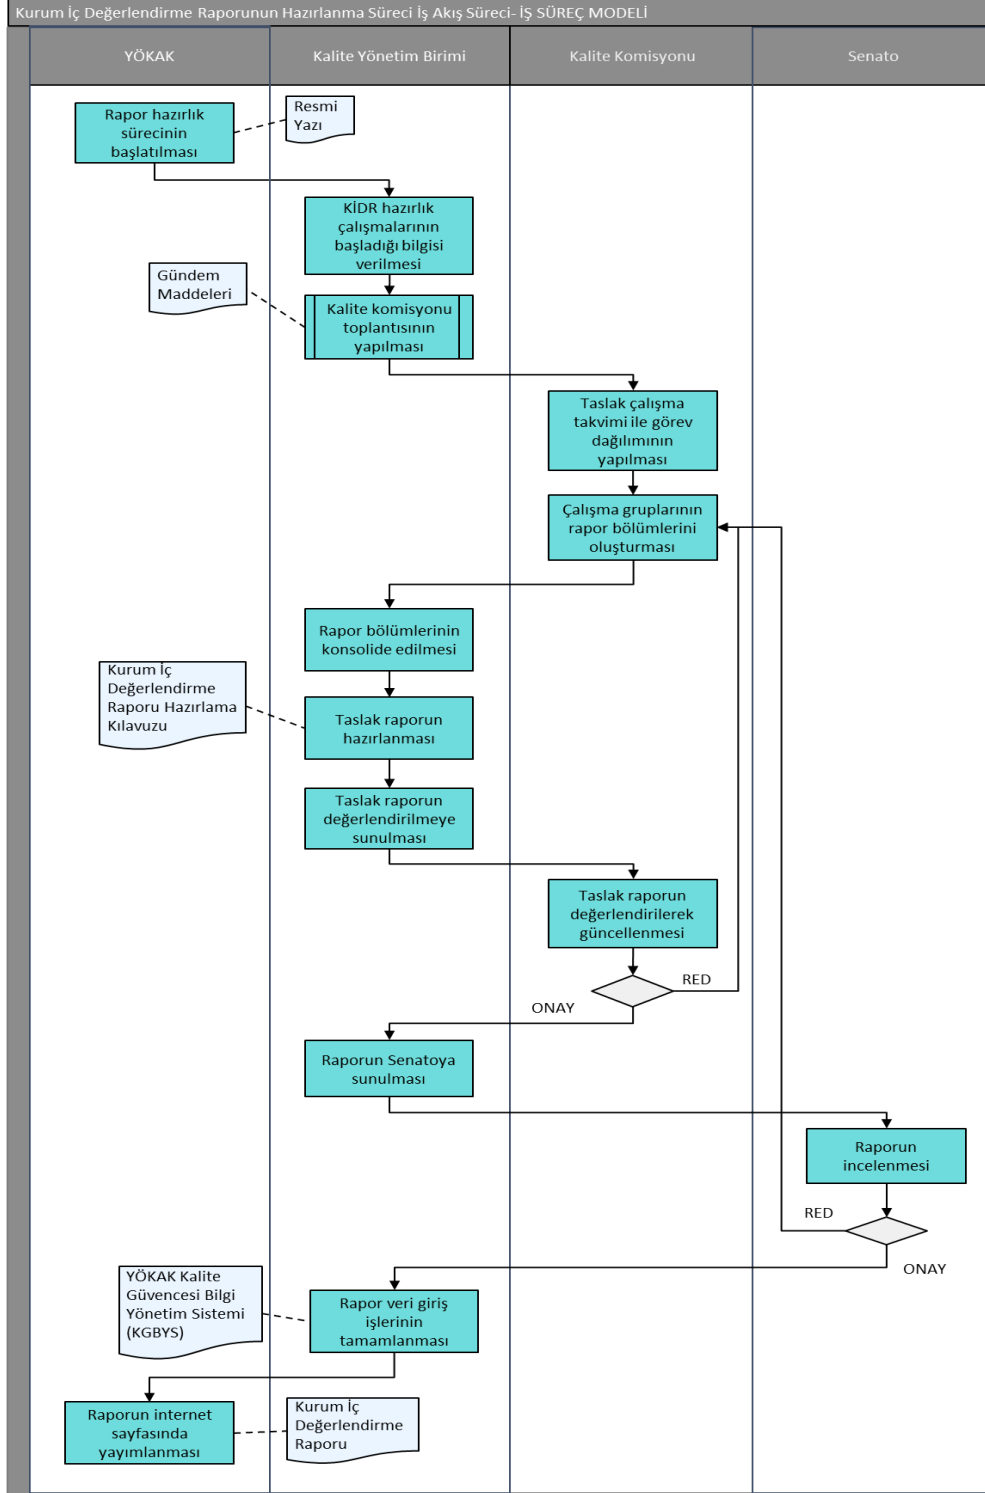 Kurum İç Değerlendirme Raporunun Hazırlanma Süreci İş Akış Süreci- İŞ SÜREÇ MODELİ
YÖKAK
Kalite Yönetim Birimi
Kalite Komisyonu
Senato
Rapor hazırlık
sürecinin
başlatılması
Resmi
Yazı
KİDR hazırlık
çalışmalarının
başladığı bilgisi
verilmesi
Gündem
Maddeleri
Kalite komisyonu
toplantısının
yapılması
Taslak çalışma
takvimi ile görev
dağılımının
yapılması
Çalışma gruplarının
rapor bölümlerini
oluşturması
Rapor bölümlerinin
konsolide edilmesi
Kurum İç
Değerlendirme
Raporu Hazırlama
Kılavuzu
Taslak raporun
hazırlanması
Taslak raporun
değerlendirilmeye
sunulması
Taslak raporun
değerlendirilerek
güncellenmesi
RED
ONAY
Raporun Senatoya
sunulması
Raporun
incelenmesi
RED
ONAY
YÖKAK Kalite
Güvencesi Bilgi
Yönetim Sistemi
(KGBYS)
Rapor veri giriş
işlerinin
tamamlanması
Raporun internet
sayfasında
yayımlanması
Kurum İç
Değerlendirme
Raporu